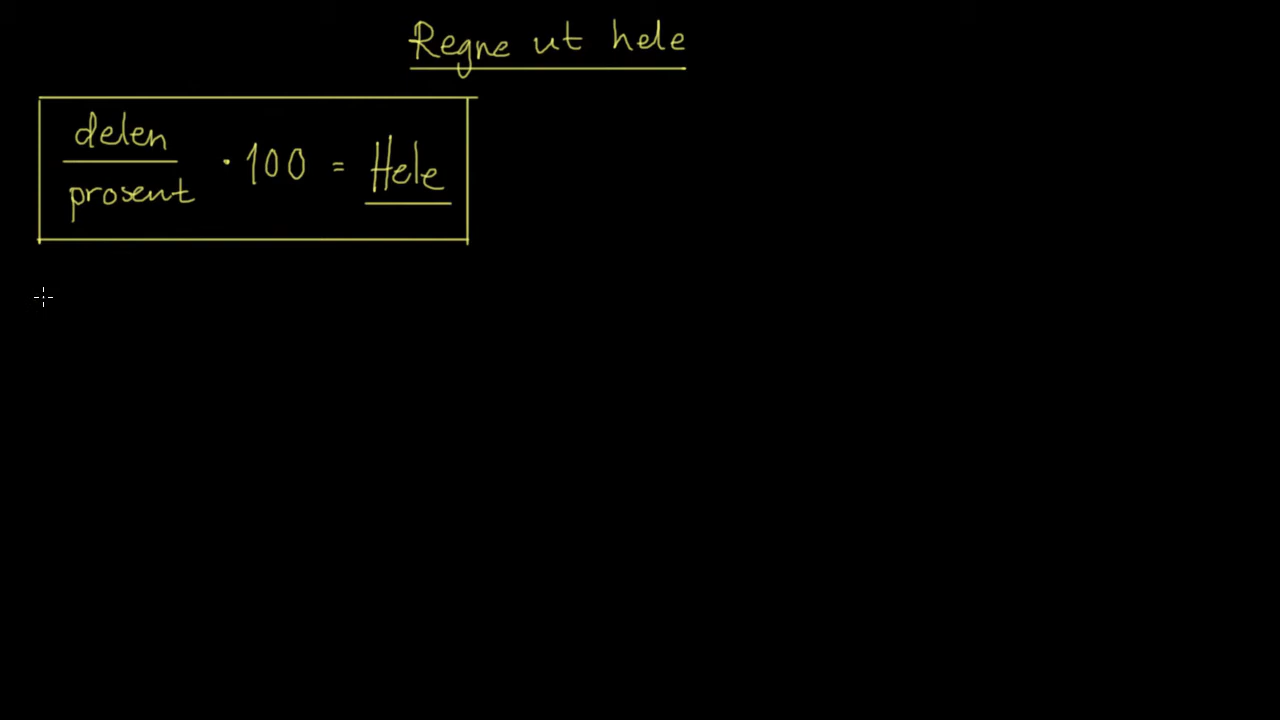 Regne ut hele
delen
prosent
· 100 = Hele